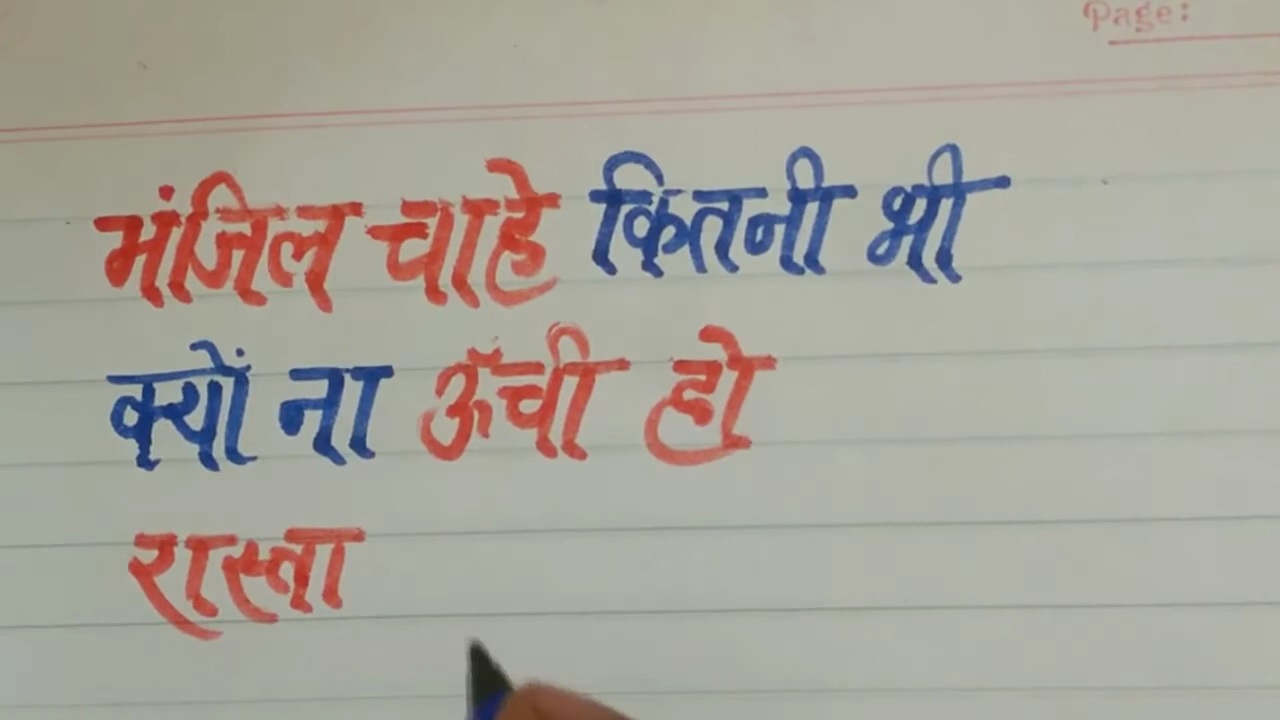 Page:
मंजिल चाहे कितनी भी
क्यों ना ऊँची हो
रास्ता